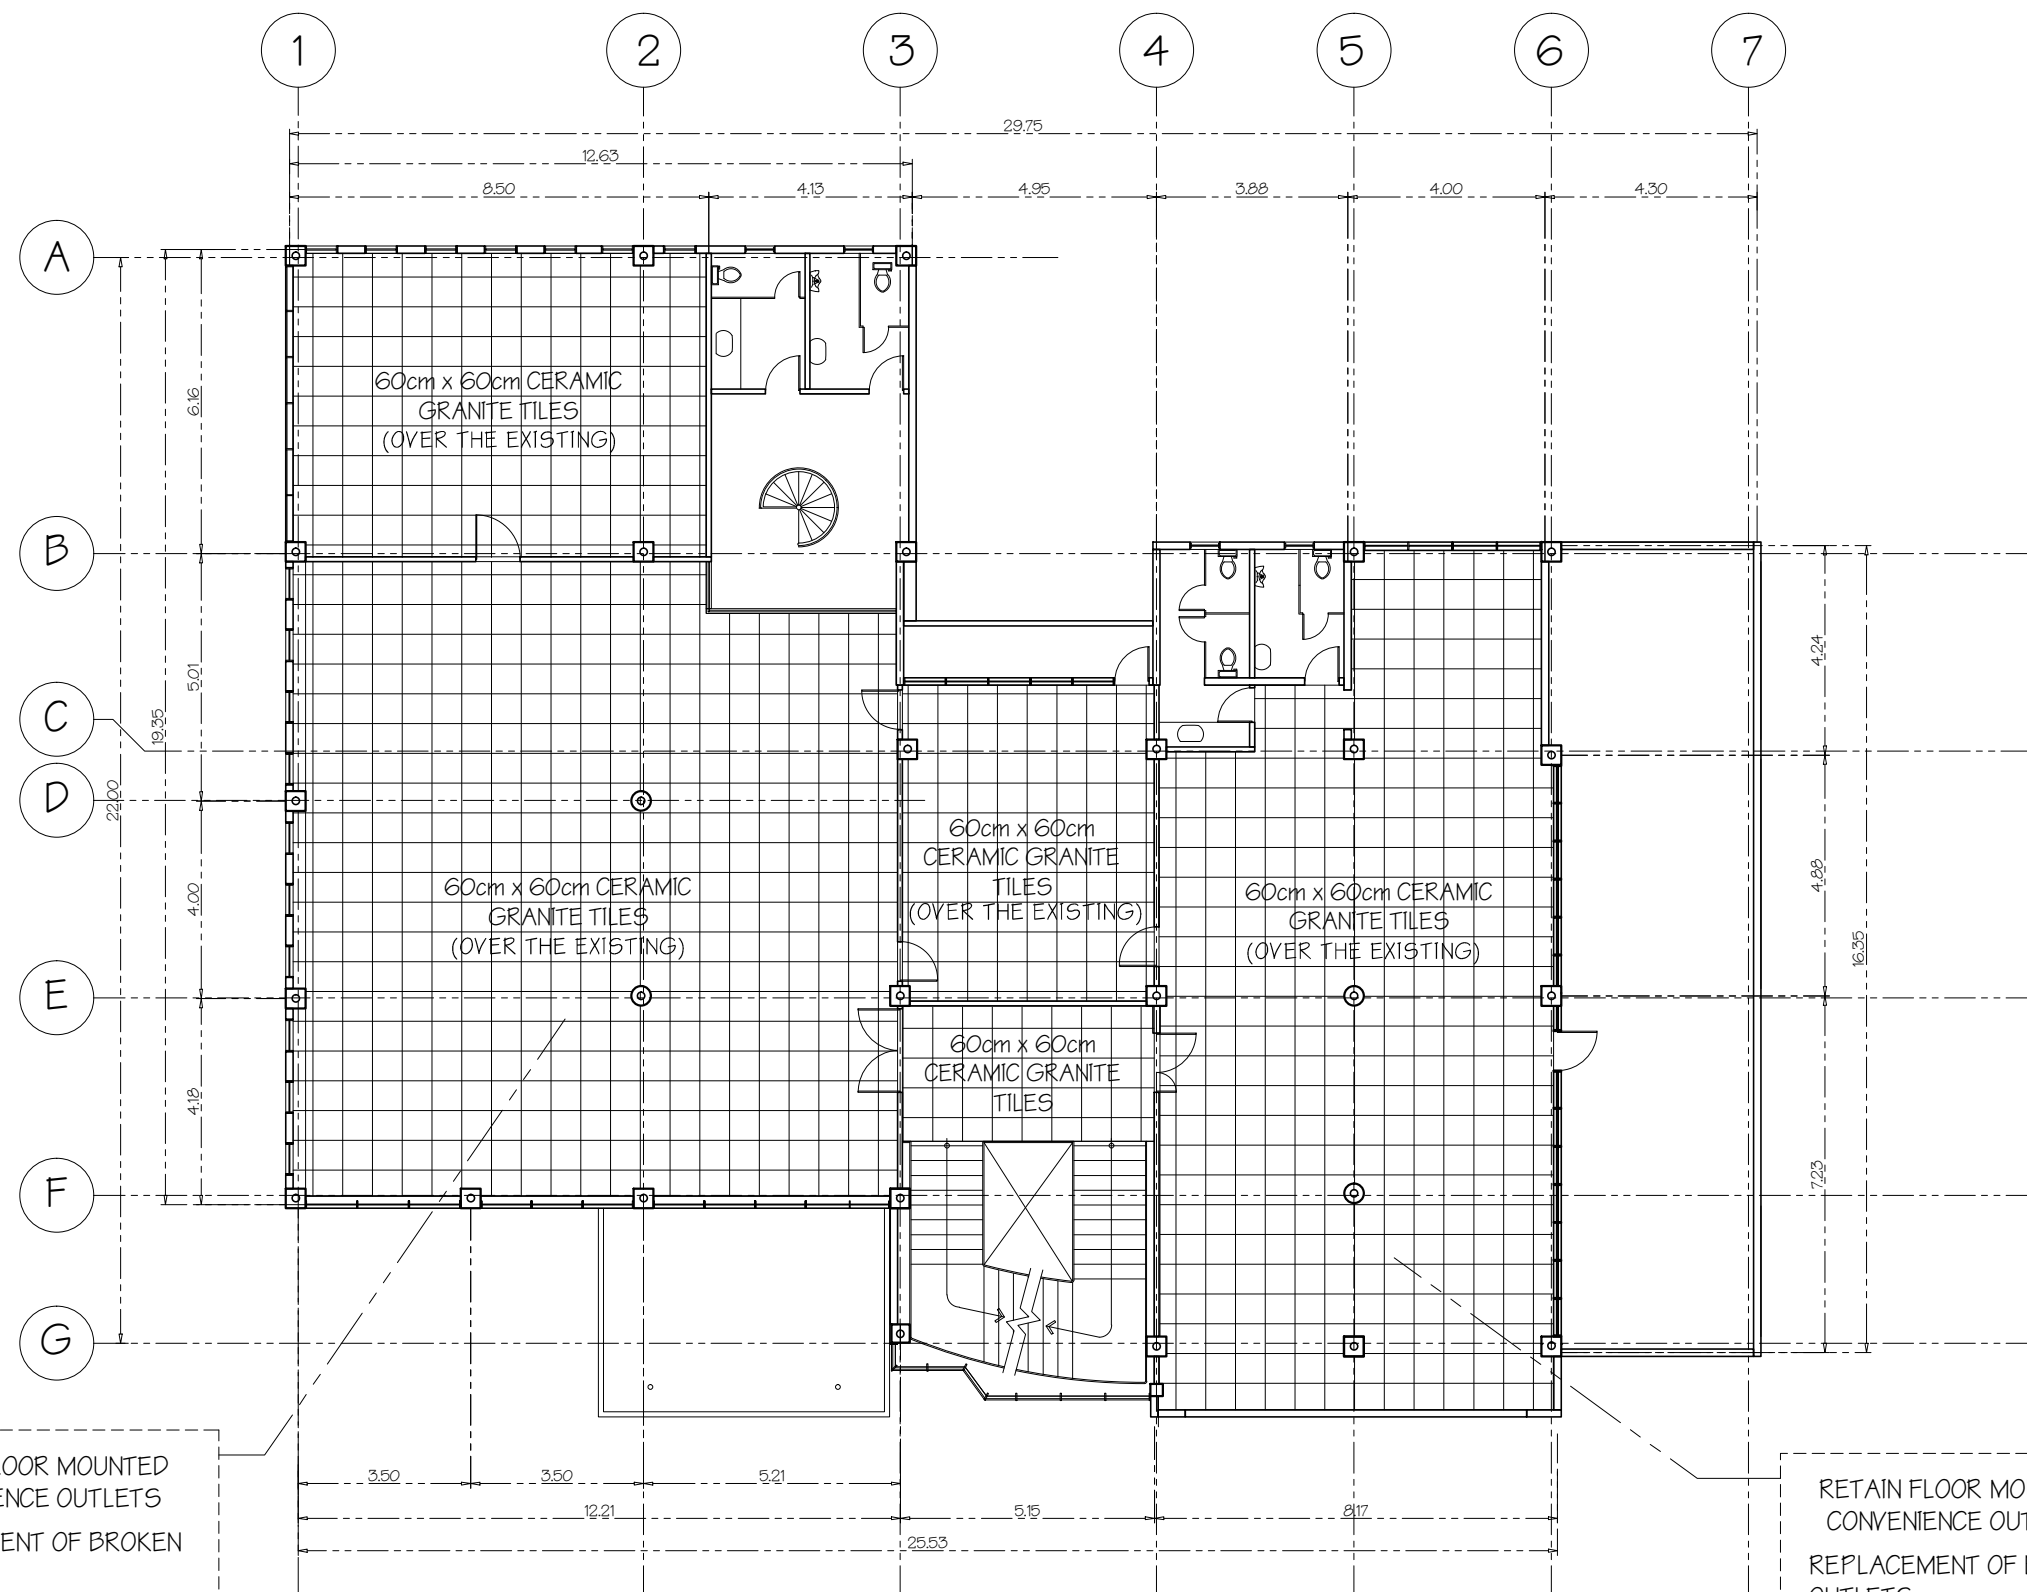 1 2 3 4 5 6 7
29.75
12.63
8.50 4.13 4.95 3.88 4.00 4.30
A
B
C
D
E
F
G
6.16
5.01
19.35
22.00
4.00
4.18
4.24
4.88
16.35
7.23
60cm x 60cm CERAMIC
GRANITE TILES
(OVER THE EXISTING)
60cm x 60cm CERAMIC
GRANITE TILES
(OVER THE EXISTING)
60cm x 60cm
CERAMIC GRANITE
TILES
(OVER THE EXISTING)
60cm x 60cm CERAMIC
GRANITE TILES
(OVER THE EXISTING)
60cm x 60cm
CERAMIC GRANITE
TILES
OOR MOUNTED
ENCE OUTLETS
ENT OF BROKEN
3.50 3.50 5.21
12.21 5.15 8.17
25.53
RETAIN FLOOR MO
CONVENIENCE OUT
REPLACEMENT OF
OUTLETS